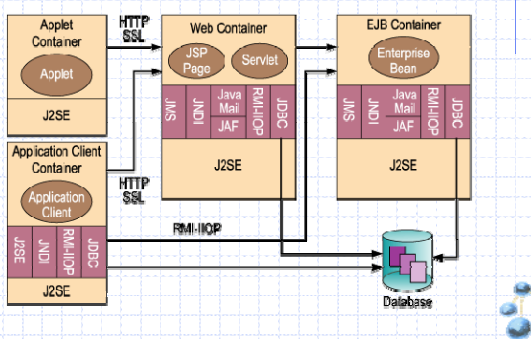 Applet
Container
Applet
J2SE
HTTP
SSL
Web Container
JSP
Page
Servlet
JMS
JNDI
Java
Mail
JAF
RMI-IIOP
JDBC
J2SE
EJB Container
Enterprise
Bean
JMS
JNDI
Java
Mail
JAF
RMI-IIOP
JDBC
J2SE
Application Client
Container
Application
Client
J2SE
JNDI
RMI-IIOP
JDBC
J2SE
HTTP
SSL
RMI-IIOP
Database